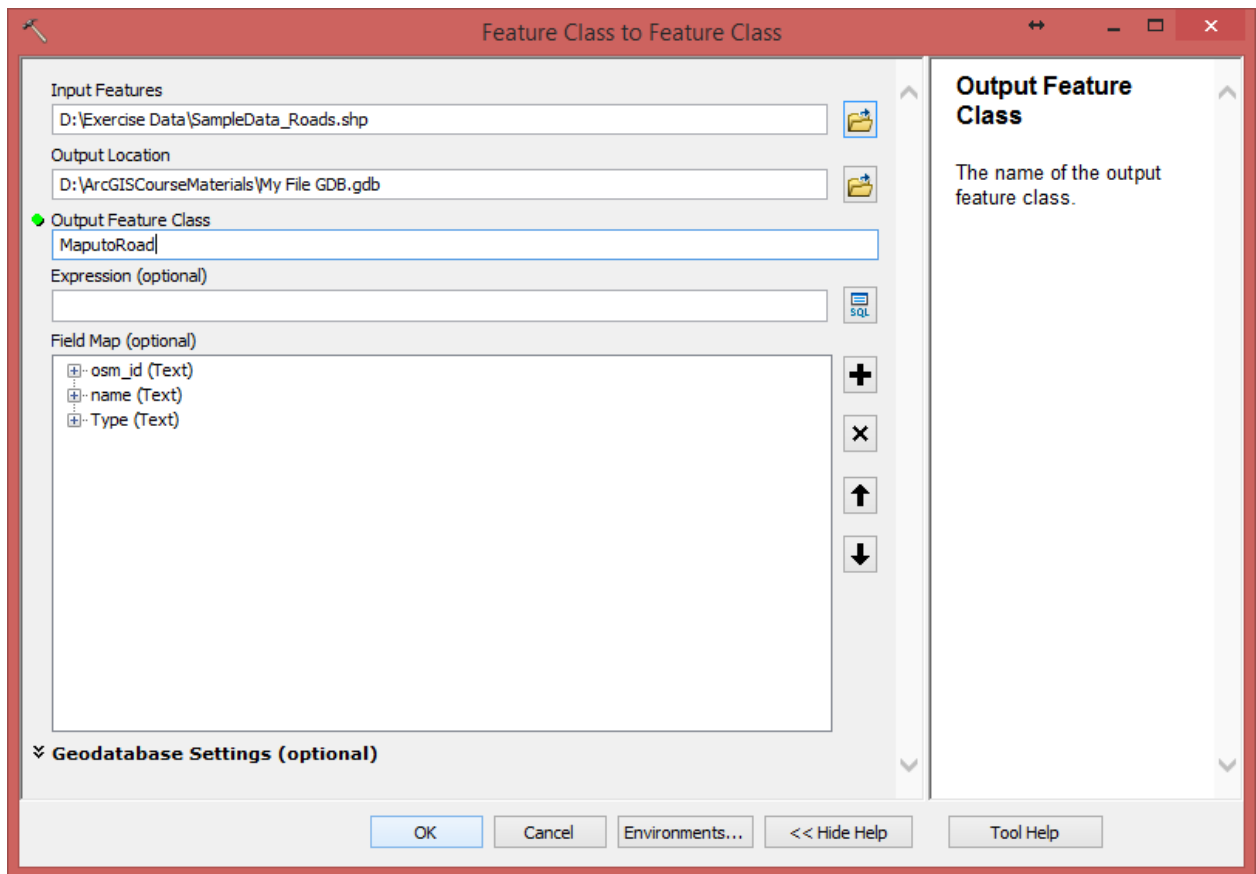 Feature Class to Feature Class
Input Features
D:\Exercise Data\SampleData_Roads.shp
Output Location
D:\ArcGISCourseMaterials\My File GDB.gdb
Output Feature Class
MaputoRoad
Expression (optional)
SQL
Field Map (optional)
osm_id (Text)
name (Text)
Type (Text)
Geodatabase Settings (optional)
Output Feature
Class
The name of the output
feature class.
OK
Cancel
Environments...
<< Hide Help
Tool Help